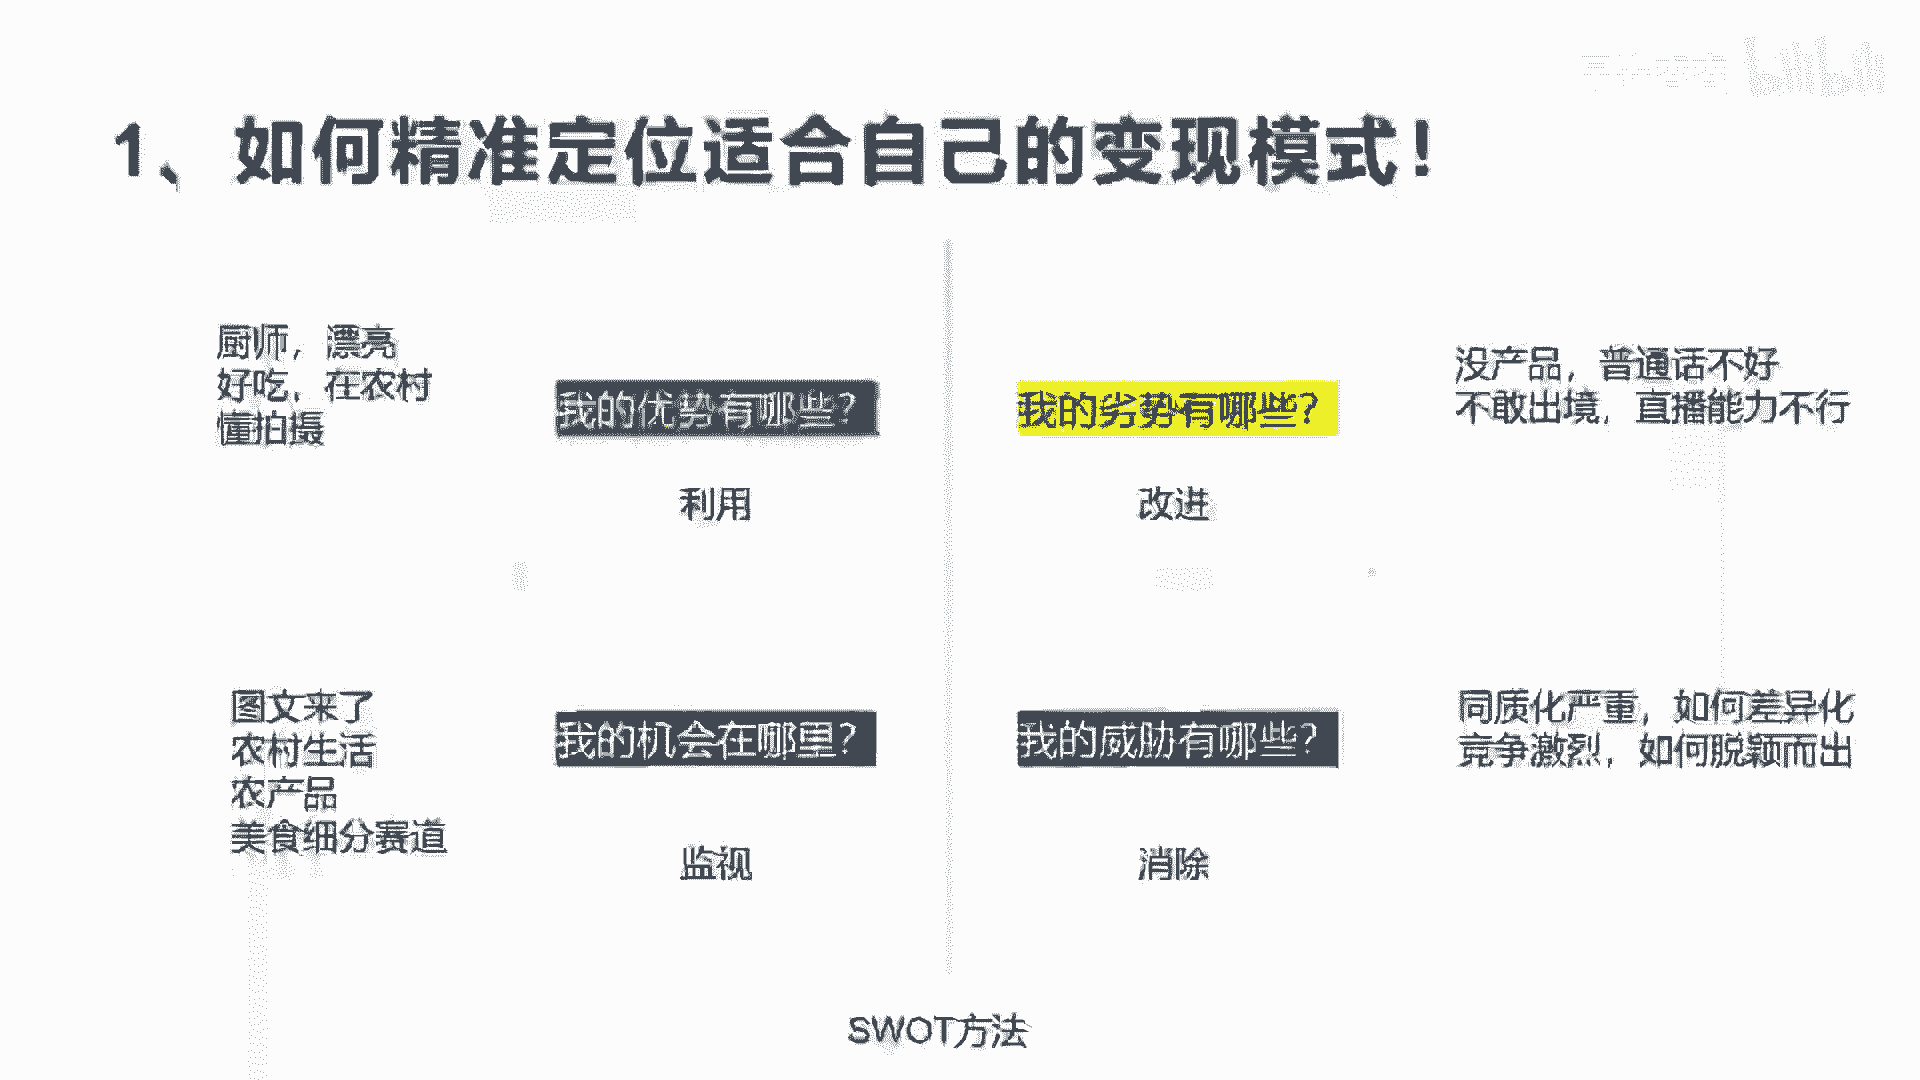 bilibili
1、如何精准定位适合自己的变现模式！
厨师，漂亮
好吃，在农村
懂拍摄
我的优势有哪些？
利用
我的劣势有哪些？
改进
没产品，普通话不好
不敢出境，直播能力不行
图文来了
农村生活
农产品
美食细分赛道
我的机会在哪里？
监视
我的威胁有哪些？
消除
同质化严重，如何差异化
竞争激烈，如何脱颖而出
SWOT方法